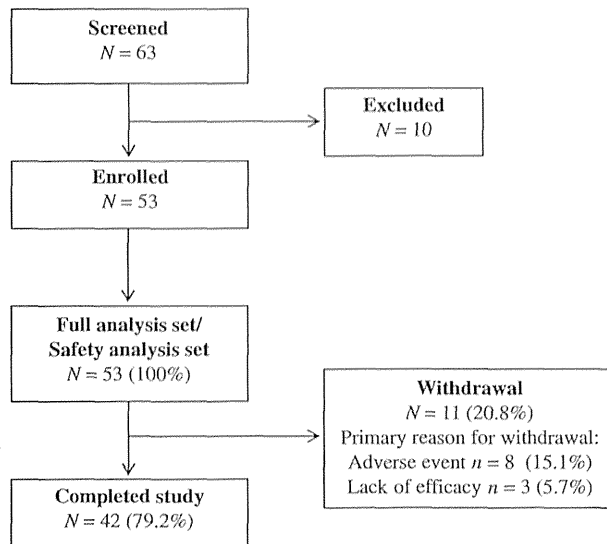 Screened
N = 63
Excluded
N = 10
Enrolled
N = 53
Full analysis set/
Safety analysis set
N = 53 (100%)
Withdrawal
N = 11 (20.8%)
Primary reason for withdrawal:
Adverse event n = 8 (15.1%)
Lack of efficacy n = 3 (5.7%)
Completed study
N = 42 (79.2%)